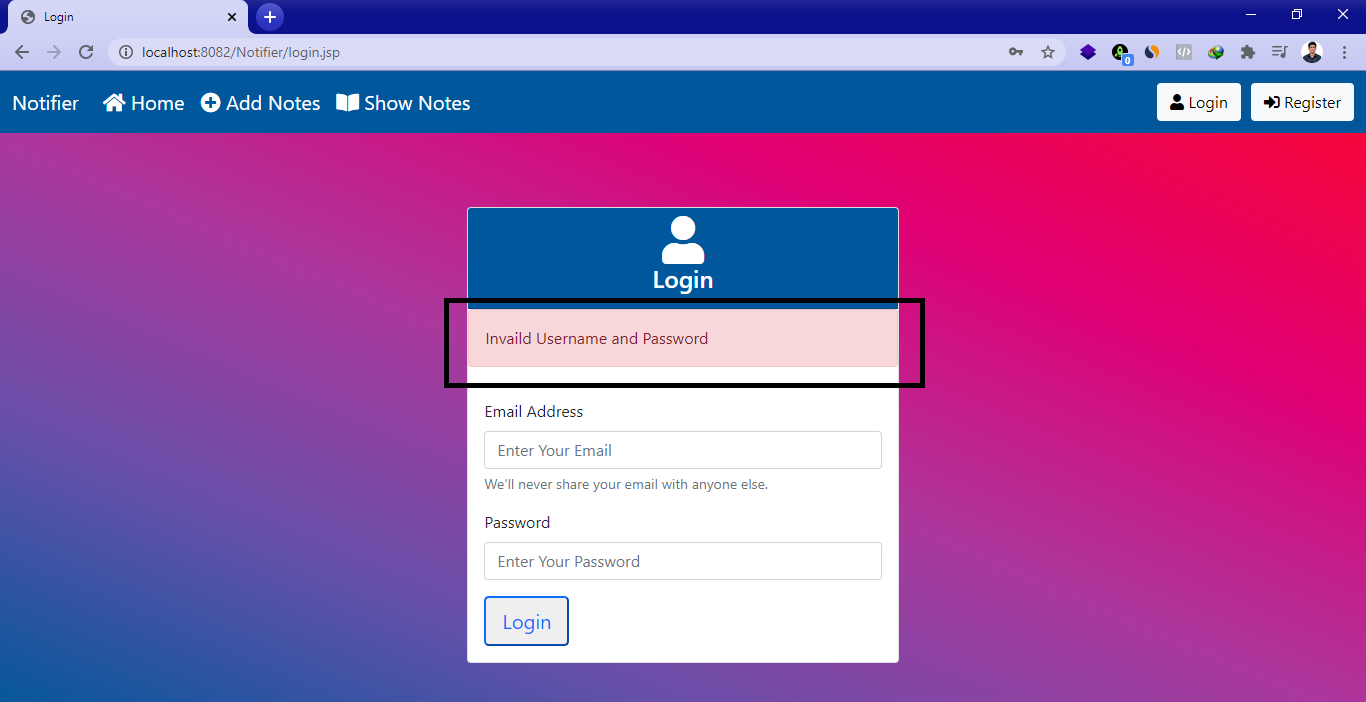 Login
localhost:8082/Notifier/login.jsp
0
Notifier Home Add Notes Show Notes Login Register
Login
Invaild Username and Password
Email Address
Enter Your Email
We'll never share your email with anyone else.
Password
Enter Your Password
Login